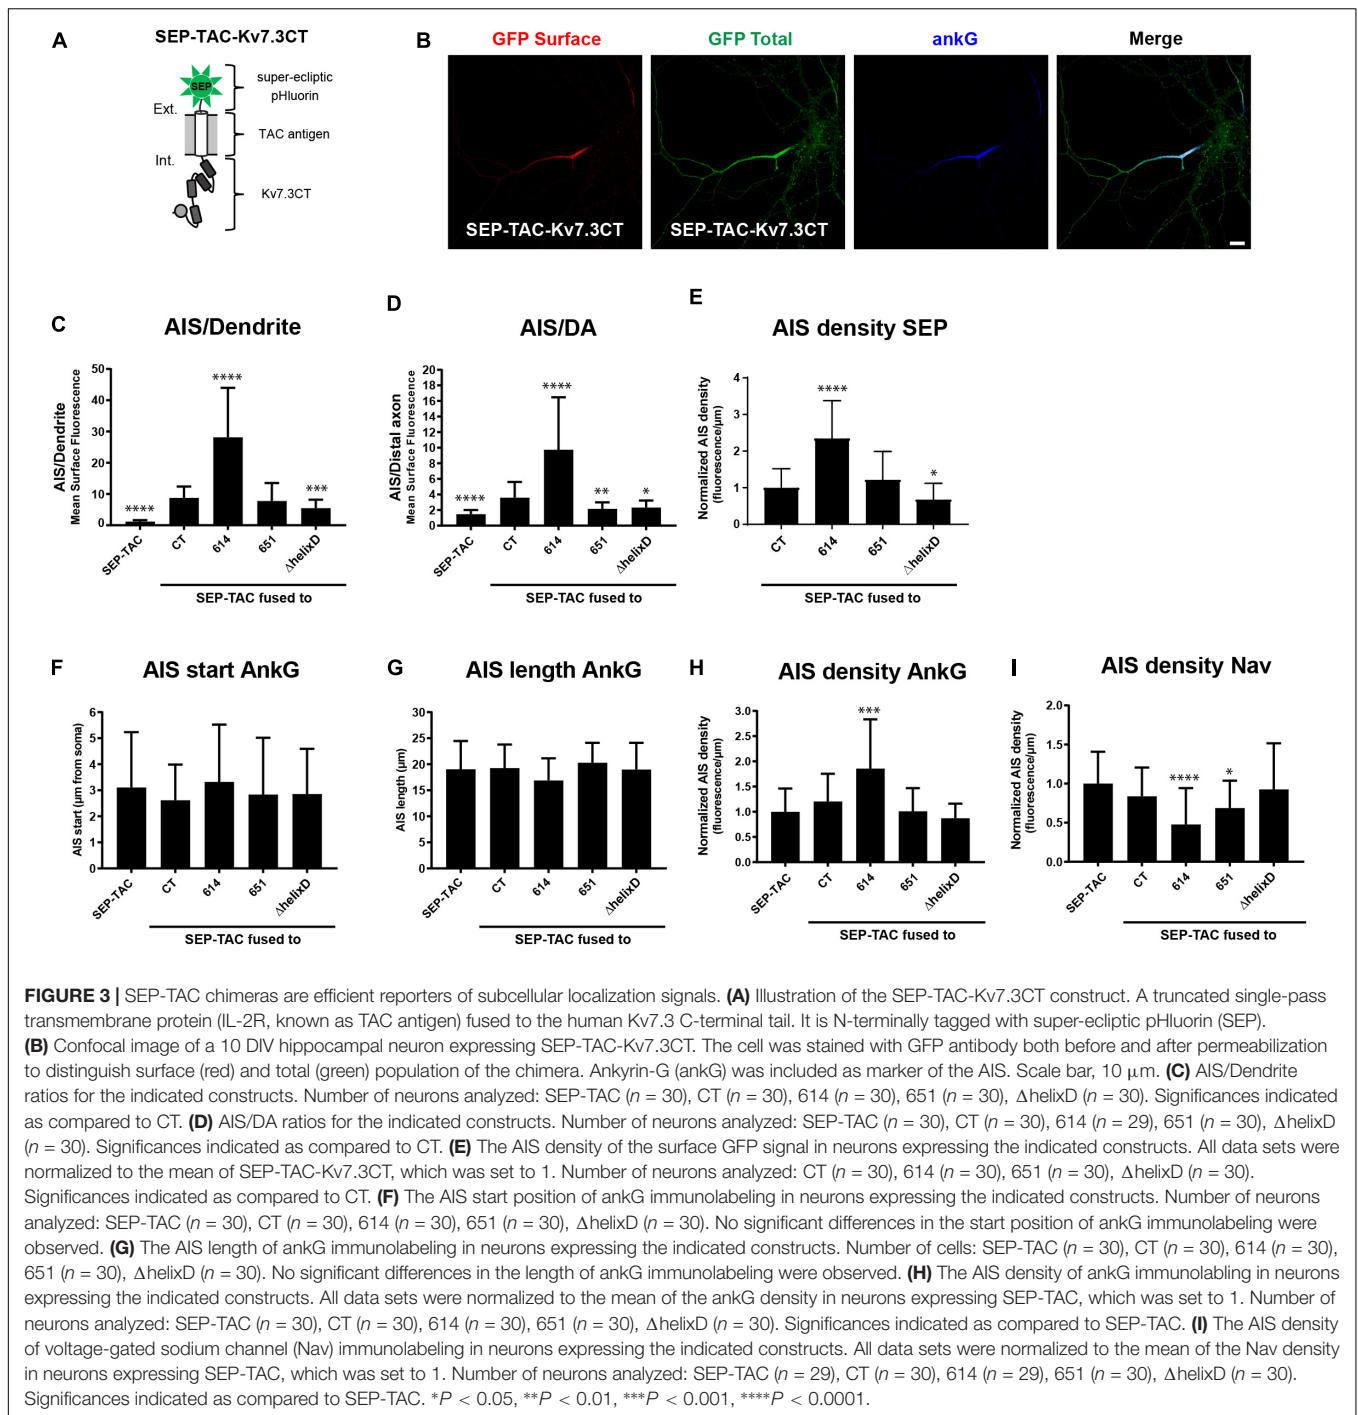 A
SEP-TAC-Kv7.3CT
SEP
super-ecliptic
pHluorin
Ext.
TAC antigen
Int.
Kv7.3CT
B
GFP Surface
GFP Total
ankG
Merge
SEP-TAC-Kv7.3CT
SEP-TAC-Kv7.3CT
C
AIS/Dendrite
AIS/Dendrite
Mean Surface Fluorescence
50
40
30
20
10
0
****
****
***
SEP-TAC
CT
614
651
ΔhelixD
SEP-TAC fused to
D
AIS/DA
AIS/Distal axon
Mean Surface Fluorescence
20
18
16
14
12
10
8
6
4
2
0
****
****
**
*
SEP-TAC
CT
614
651
ΔhelixD
SEP-TAC fused to
E
AIS density SEP
Normalized AIS density
(fluorescence/µm)
4
3
2
1
0
****
*
CT
614
651
ΔhelixD
SEP-TAC fused to
F
AIS start AnkG
AIS start (µm from soma)
6
5
4
3
2
1
0
SEP-TAC
CT
614
651
ΔhelixD
SEP-TAC fused to
G
AIS length AnkG
AIS length (µm)
30
25
20
15
10
5
0
SEP-TAC
CT
614
651
ΔhelixD
SEP-TAC fused to
H
AIS density AnkG
Normalized AIS density
(fluorescence/µm)
3.0
2.5
2.0
1.5
1.0
0.5
0.0
***
SEP-TAC
CT
614
651
ΔhelixD
SEP-TAC fused to
I
AIS density Nav
Normalized AIS density
(fluorescence/µm)
2.0
1.5
1.0
0.5
0.0
****
*
SEP-TAC
CT
614
651
ΔhelixD
SEP-TAC fused to
FIGURE 3 | SEP-TAC chimeras are efficient reporters of subcellular localization signals. (A) Illustration of the SEP-TAC-Kv7.3CT construct. A truncated single-pass
transmembrane protein (IL-2R, known as TAC antigen) fused to the human Kv7.3 C-terminal tail. It is N-terminally tagged with super-ecliptic pHluorin (SEP).
(B) Confocal image of a 10 DIV hippocampal neuron expressing SEP-TAC-Kv7.3CT. The cell was stained with GFP antibody both before and after permeabilization
to distinguish surface (red) and total (green) population of the chimera. Ankyrin-G (ankG) was included as marker of the AIS. Scale bar, 10 µm. (C) AIS/Dendrite
ratios for the indicated constructs. Number of neurons analyzed: SEP-TAC (n = 30), CT (n = 30), 614 (n = 30), 651 (n = 30), ΔhelixD (n = 30). Significances indicated
as compared to CT. (D) AIS/DA ratios for the indicated constructs. Number of neurons analyzed: SEP-TAC (n = 30), CT (n = 30), 614 (n = 29), 651 (n = 30), ΔhelixD
(n = 30). Significances indicated as compared to CT. (E) The AIS density of the surface GFP signal in neurons expressing the indicated constructs. All data sets were
normalized to the mean of SEP-TAC-Kv7.3CT, which was set to 1. Number of neurons analyzed: CT (n = 30), 614 (n = 30), 651 (n = 30), ΔhelixD (n = 30).
Significances indicated as compared to CT. (F) The AIS start position of ankG immunolabeling in neurons expressing the indicated constructs. Number of neurons
analyzed: SEP-TAC (n = 30), CT (n = 30), 614 (n = 30), 651 (n = 30), ΔhelixD (n = 30). No significant differences in the start position of ankG immunolabeling were
observed. (G) The AIS length of ankG immunolabeling in neurons expressing the indicated constructs. Number of cells: SEP-TAC (n = 30), CT (n = 30), 614 (n = 30),
651 (n = 30), ΔhelixD (n = 30). No significant differences in the length of ankG immunolabeling were observed. (H) The AIS density of ankG immunolabling in neurons
expressing the indicated constructs. All data sets were normalized to the mean of the ankG density in neurons expressing SEP-TAC, which was set to 1. Number of
neurons analyzed: SEP-TAC (n = 30), CT (n = 30), 614 (n = 30), 651 (n = 30), ΔhelixD (n = 30). Significances indicated as compared to SEP-TAC. (I) The AIS density
of voltage-gated sodium channel (Nav) immunolabeling in neurons expressing the indicated constructs. All data sets were normalized to the mean of the Nav density
in neurons expressing SEP-TAC, which was set to 1. Number of neurons analyzed: SEP-TAC (n = 29), CT (n = 30), 614 (n = 29), 651 (n = 30), ΔhelixD (n = 30).
Significances indicated as compared to SEP-TAC. *P < 0.05, **P < 0.01, ***P < 0.001, ****P < 0.0001.